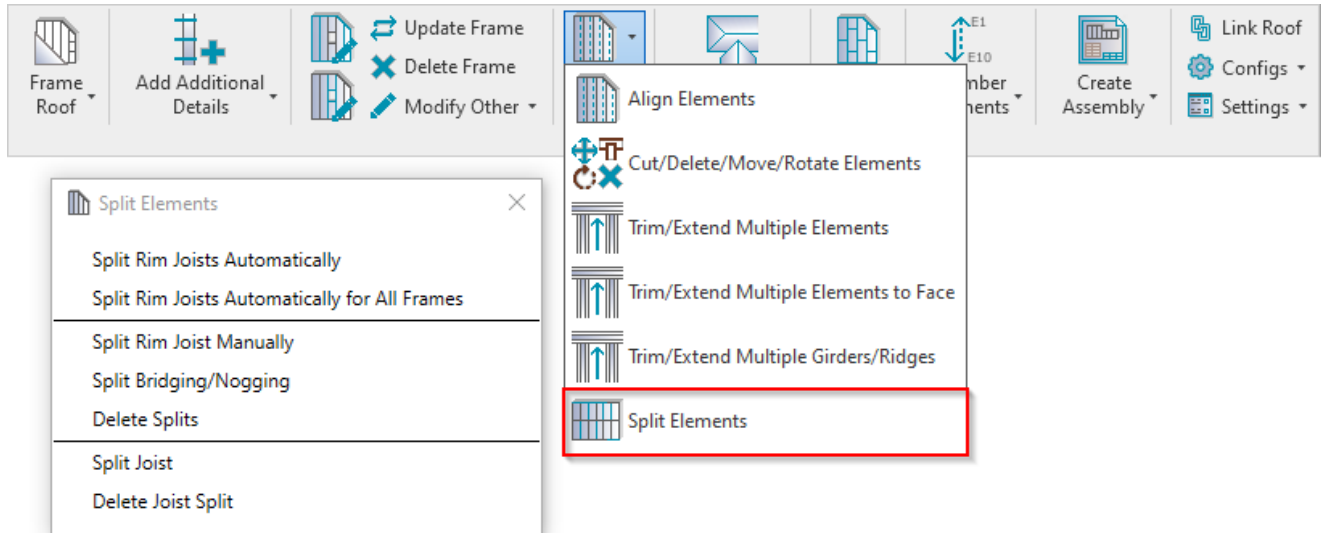 Frame
Roof
Add Additional
Details
Update Frame
Delete Frame
Modify Other
E1
E10
Create
Assembly
Link Roof
Configs
Settings
Align Elements
Cut/Delete/Move/Rotate Elements
Trim/Extend Multiple Elements
Trim/Extend Multiple Elements to Face
Trim/Extend Multiple Girders/Ridges
Split Elements
Split Elements
Split Rim Joists Automatically
Split Rim Joists Automatically for All Frames
Split Rim Joist Manually
Split Bridging/Nogging
Delete Splits
Split Joist
Delete Joist Split